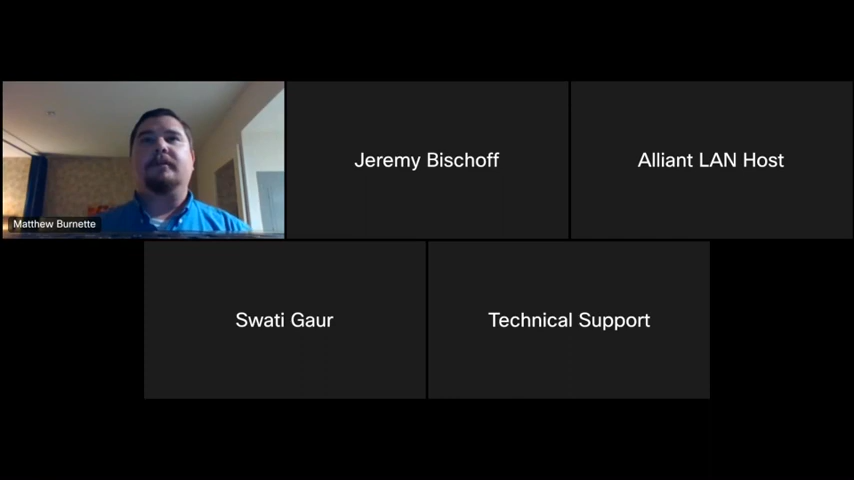 Jeremy Bischoff
Alliant LAN Host
Matthew Burnette
Swati Gaur
Technical Support